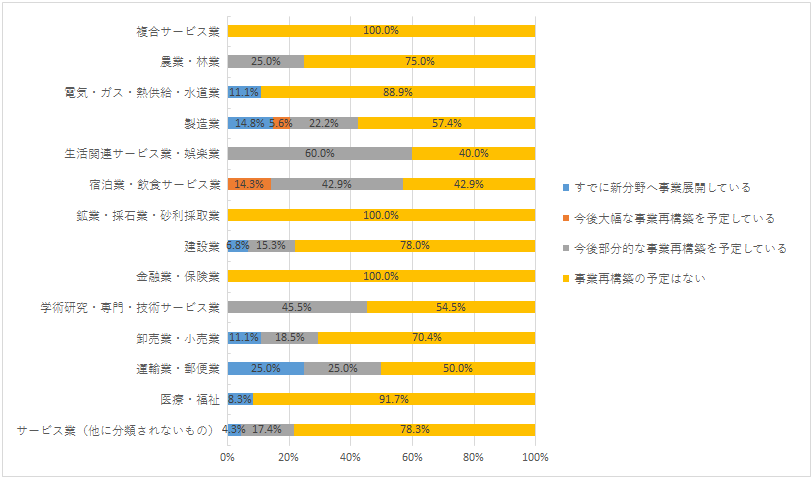 複合サービス業 100.0%
農業・林業 25.0% 75.0%
電気・ガス・熱供給・水道業 11.1% 88.9%
製造業 14.8% 5.6% 22.2% 57.4%
生活関連サービス業・娯楽業 60.0% 40.0%
宿泊業・飲食サービス業 14.3% 42.9% 42.9%
鉱業・採石業・砂利採取業 100.0%
建設業 6.8% 15.3% 78.0%
金融業・保険業 100.0%
学術研究・専門・技術サービス業 45.5% 54.5%
卸売業・小売業 11.1% 18.5% 70.4%
運輸業・郵便業 25.0% 25.0% 50.0%
医療・福祉 8.3% 91.7%
サービス業（他に分類されないもの） 4.3% 17.4% 78.3%
0% 20% 40% 60% 80% 100%
すでに新分野へ事業展開している
今後大幅な事業再構築を予定している
今後部分的な事業再構築を予定している
事業再構築の予定はない